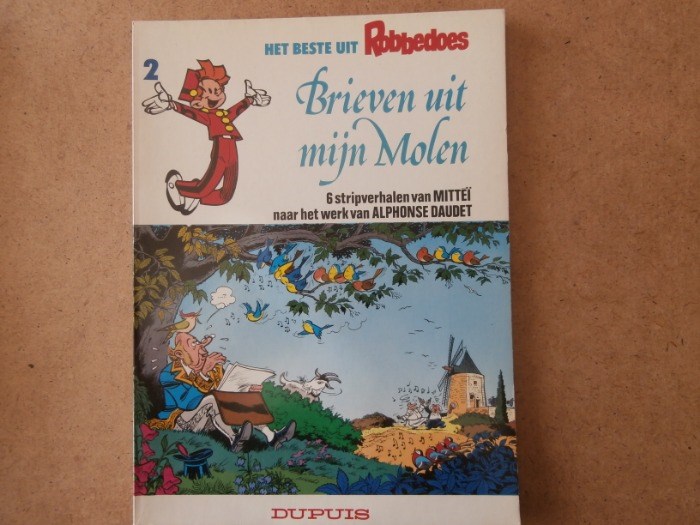 2
HET BESTE UIT Robbedoes
Brieven uit
mijn Molen
6 stripverhalen van MITTEÏ
naar het werk van ALPHONSE DAUDET
DUPUIS